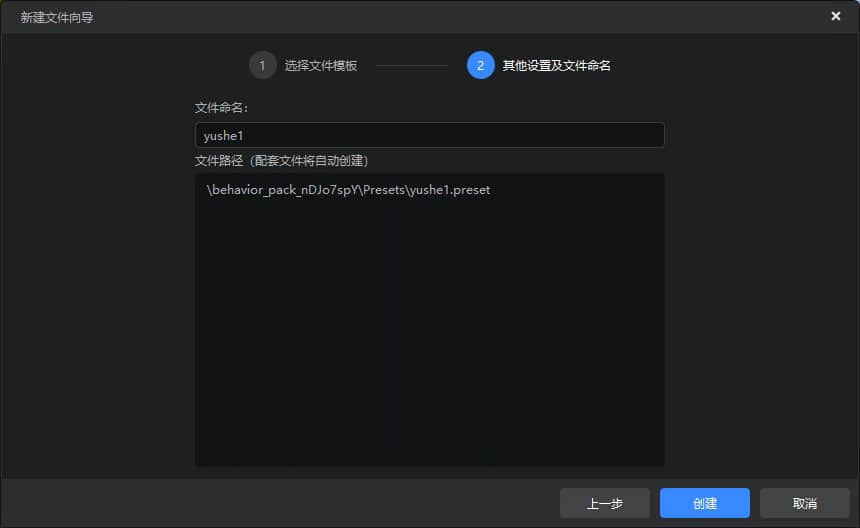 新建文件向导
1 选择文件模板 2 其他设置及文件命名
文件命名:
yushe1
文件路径（配套文件将自动创建）
\behavior_pack_nDJo7spY\Presets\yushe1.preset
上一步 创建 取消